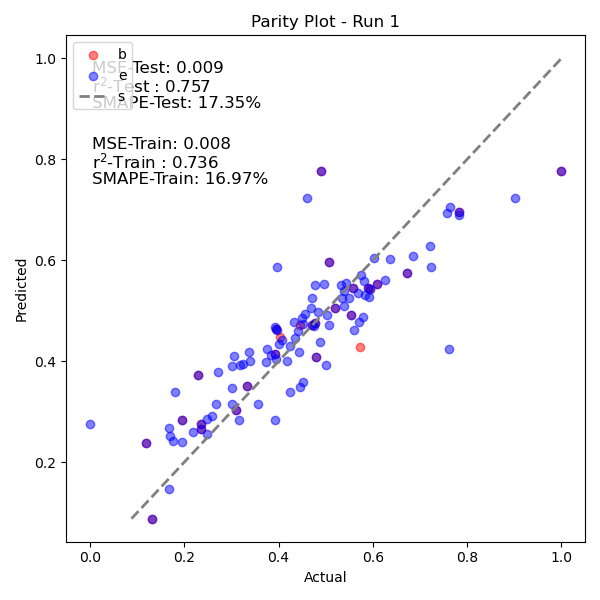 Parity Plot - Run 1
b
e
s
MSE-Test: 0.009
r²-Test : 0.757
SMAPE-Test: 17.35%
MSE-Train: 0.008
r²-Train : 0.736
SMAPE-Train: 16.97%
Predicted
1.0
0.8
0.6
0.4
0.2
0.0 0.2 0.4 0.6 0.8 1.0
Actual